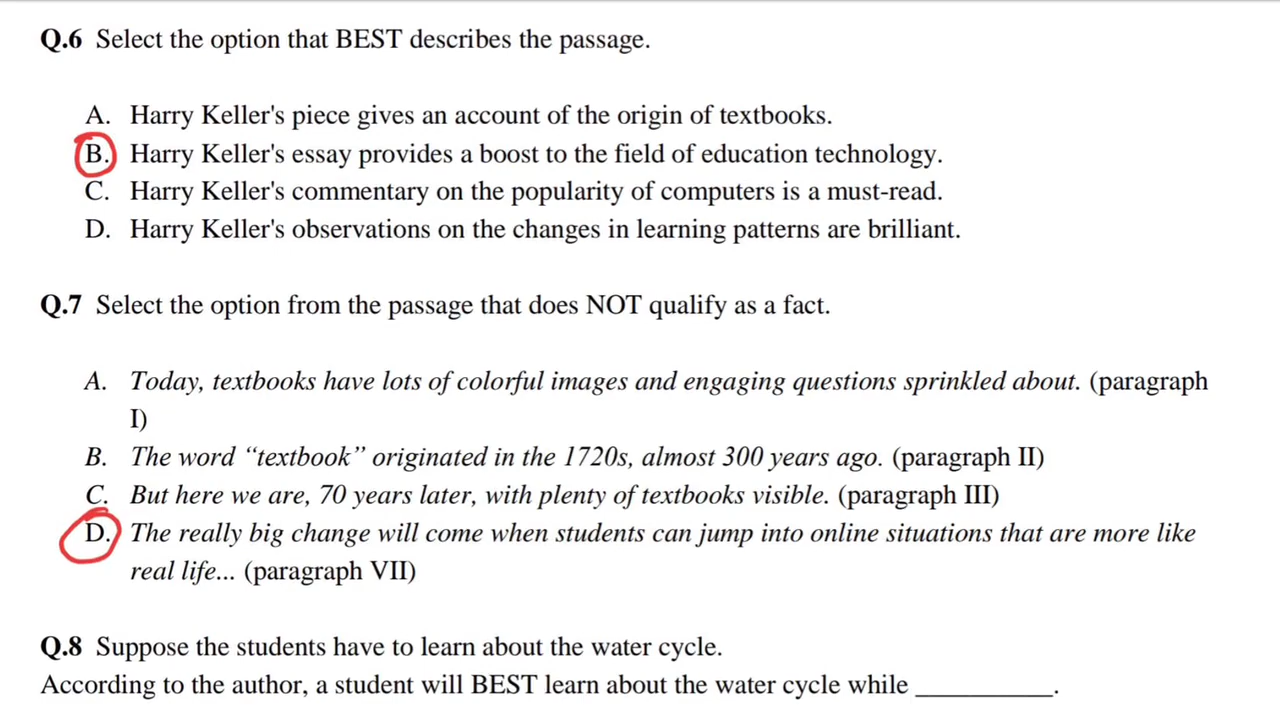 Q.6 Select the option that BEST describes the passage.
A. Harry Keller's piece gives an account of the origin of textbooks.
B. Harry Keller's essay provides a boost to the field of education technology.
C. Harry Keller's commentary on the popularity of computers is a must-read.
D. Harry Keller's observations on the changes in learning patterns are brilliant.
Q.7 Select the option from the passage that does NOT qualify as a fact.
A. Today, textbooks have lots of colorful images and engaging questions sprinkled about. (paragraph
I)
B. The word “textbook” originated in the 1720s, almost 300 years ago. (paragraph II)
C. But here we are, 70 years later, with plenty of textbooks visible. (paragraph III)
D. The really big change will come when students can jump into online situations that are more like
real life... (paragraph VII)
Q.8 Suppose the students have to learn about the water cycle.
According to the author, a student will BEST learn about the water cycle while __________.